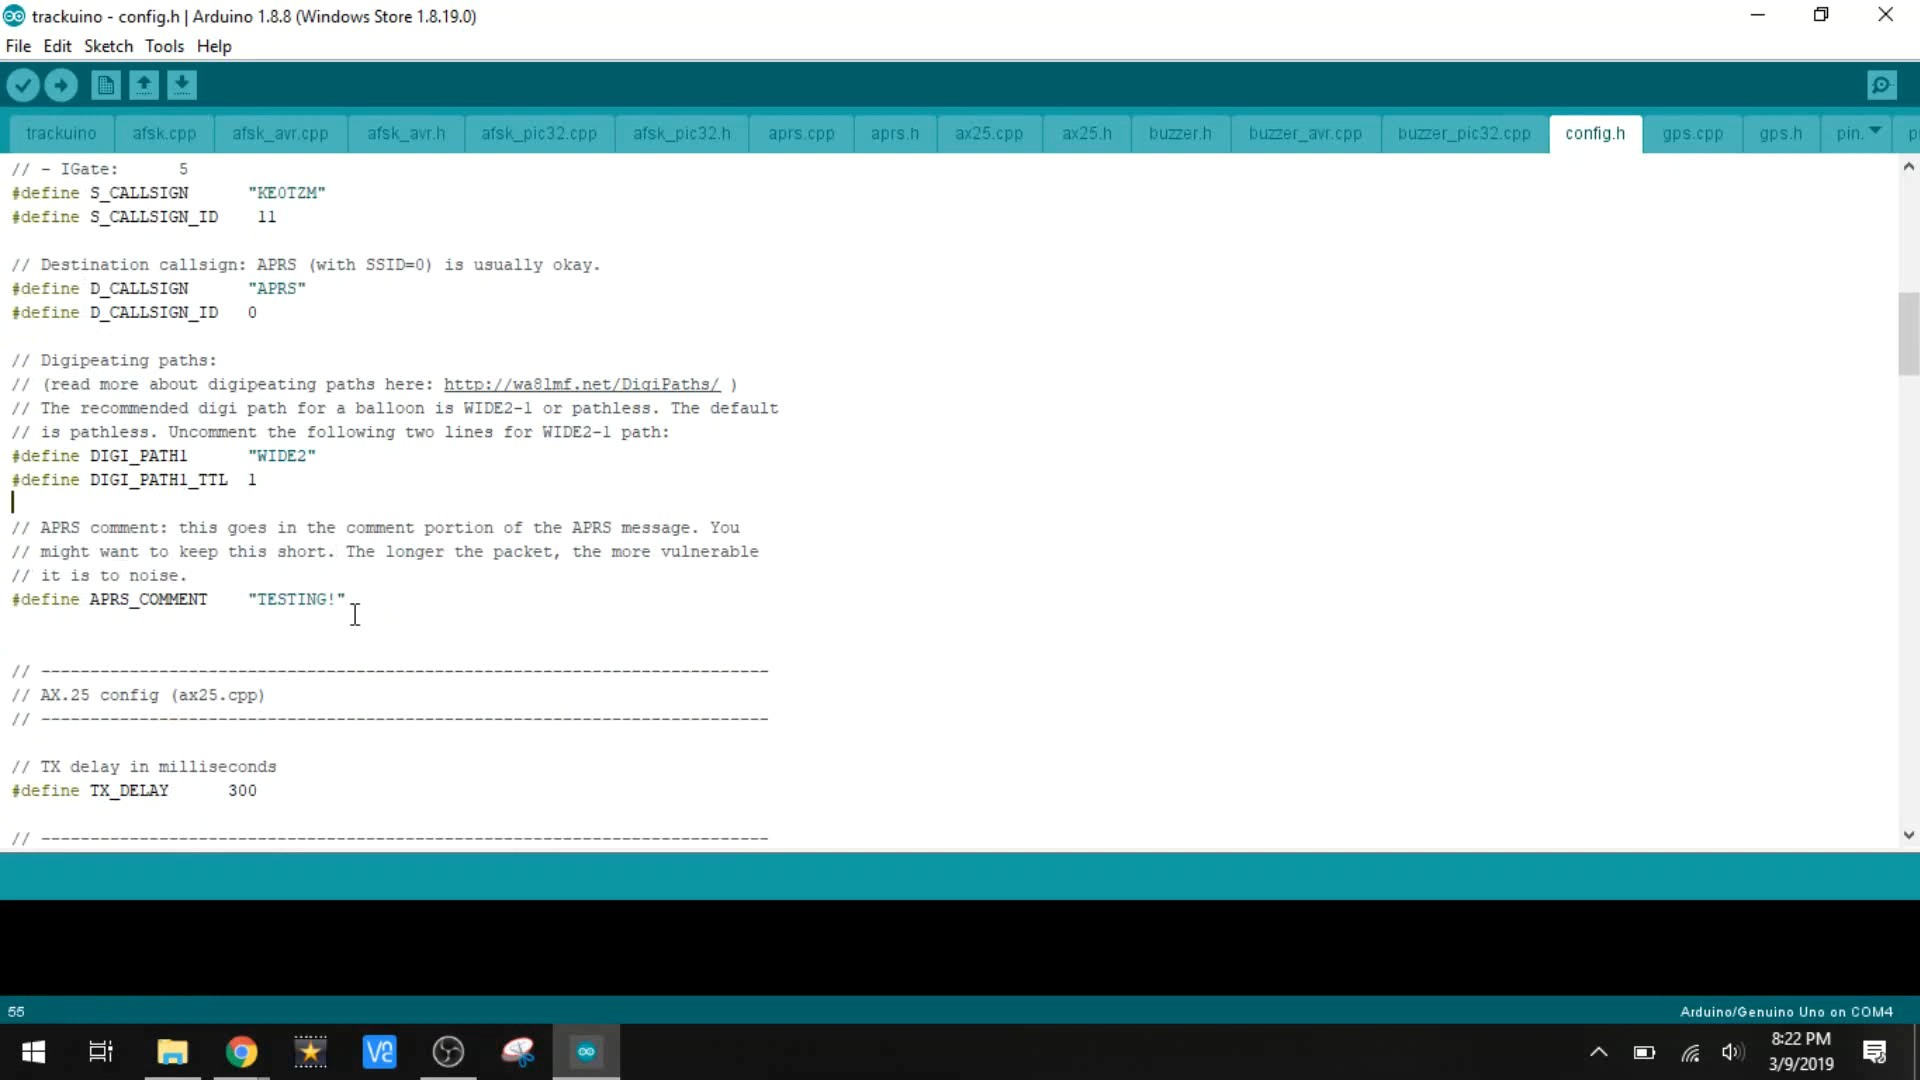 trackuino - config.h | Arduino 1.8.8 (Windows Store 1.8.19.0)
File Edit Sketch Tools Help
trackuino afsk.cpp afsk_avr.cpp afsk_avr.h afsk_pic32.cpp afsk_pic32.h aprs.cpp aprs.h ax25.cpp ax25.h buzzer.h buzzer_avr.cpp buzzer_pic32.cpp config.h gps.cpp gps.h pin.
// - IGate: 5
#define S_CALLSIGN "KE0TZM"
#define S_CALLSIGN_ID 11
// Destination callsign: APRS (with SSID=0) is usually okay.
#define D_CALLSIGN "APRS"
#define D_CALLSIGN_ID 0
// Digipeating paths:
// (read more about digipeating paths here: http://wa8lmf.net/DigiPaths/ )
// The recommended digi path for a balloon is WIDE2-1 or pathless. The default
// is pathless. Uncomment the following two lines for WIDE2-1 path:
#define DIGI_PATH1 "WIDE2"
#define DIGI_PATH1_TTL 1
// APRS comment: this goes in the comment portion of the APRS message. You
// might want to keep this short. The longer the packet, the more vulnerable
// it is to noise.
#define APRS_COMMENT "TESTING!"
// --------------------------------------------------------------------------
// AX.25 config (ax25.cpp)
// --------------------------------------------------------------------------
// TX delay in milliseconds
#define TX_DELAY 300
// --------------------------------------------------------------------------
55
Arduino/Genuino Uno on COM4
8:22 PM
3/9/2019